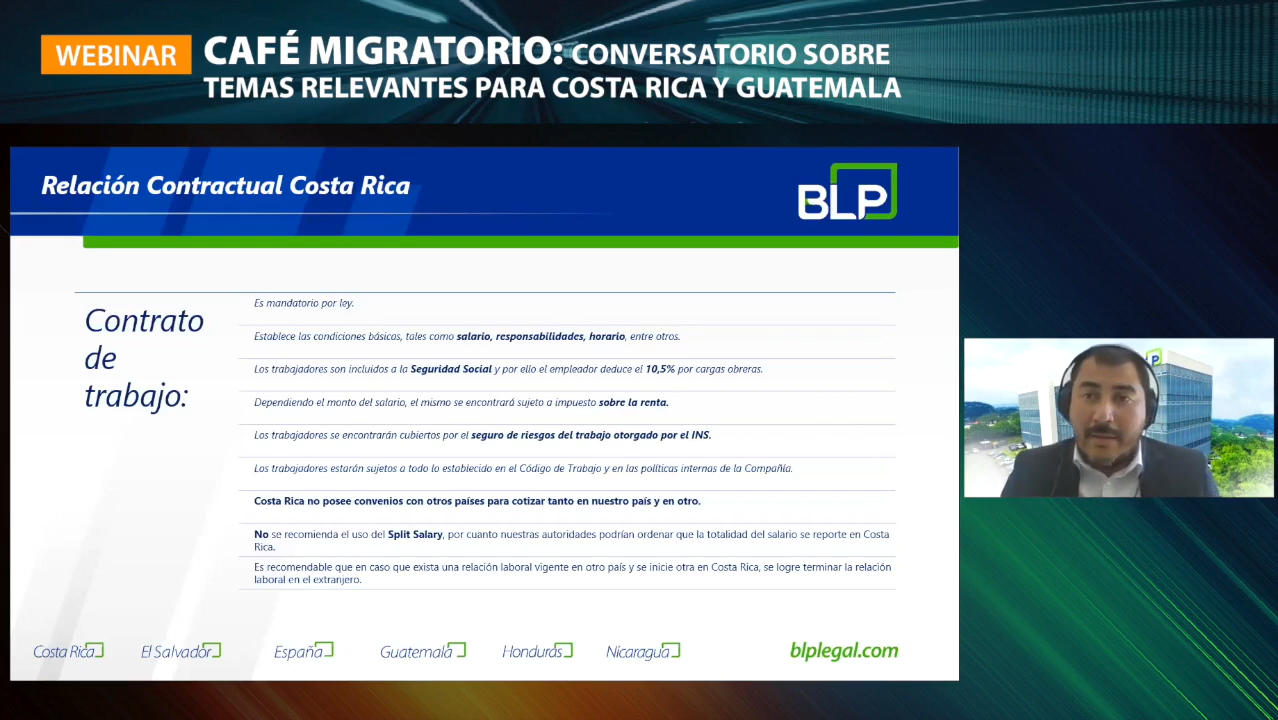 WEBINAR
CAFÉ MIGRATORIO: CONVERSATORIO SOBRE
TEMAS RELEVANTES PARA COSTA RICA Y GUATEMALA
Relación Contractual Costa Rica
BLP
Contrato
de
trabajo:
Es mandatorio por ley.
Establece las condiciones básicas, tales como salario, responsabilidades, horario, entre otros.
Los trabajadores son incluidos a la Seguridad Social y por ello el empleador deduce el 10,5% por cargas obreras.
Dependiendo el monto del salario, el mismo se encontrará sujeto a impuesto sobre la renta.
Los trabajadores se encontrarán cubiertos por el seguro de riesgos del trabajo otorgado por el INS.
Los trabajadores estarán sujetos a todo lo establecido en el Código de Trabajo y en las políticas internas de la Compañía.
Costa Rica no posee convenios con otros países para cotizar tanto en nuestro país y en otro.
No se recomienda el uso del Split Salary, por cuanto nuestras autoridades podrían ordenar que la totalidad del salario se reporte en Costa
Rica.
Es recomendable que en caso que exista una relación laboral vigente en otro país y se inicie otra en Costa Rica, se logre terminar la relación
laboral en el extranjero.
P
Costa Rica El Salvador España Guatemala Honduras Nicaragua blplegal.com